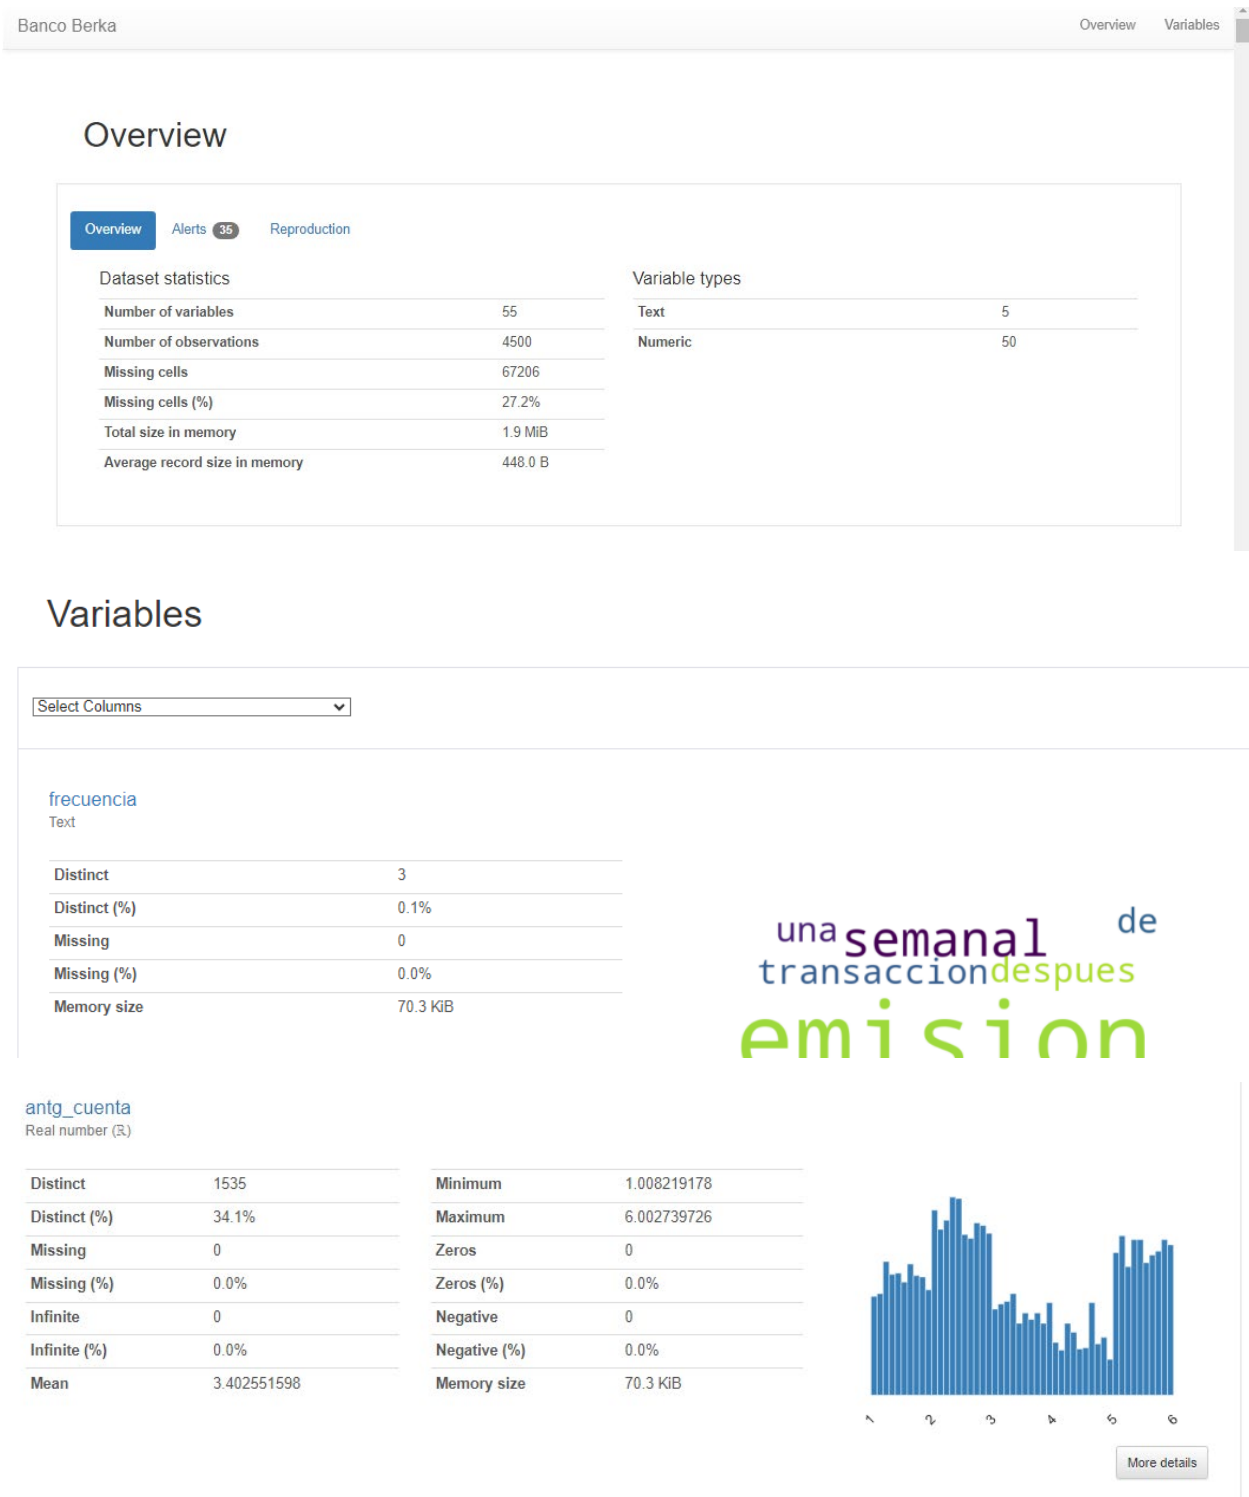 Banco Berka Overview Variables
Overview
Overview Alerts 35 Reproduction
Dataset statistics Variable types
Number of variables 55 Text 5
Number of observations 4500 Numeric 50
Missing cells 67206
Missing cells (%) 27.2%
Total size in memory 1.9 MiB
Average record size in memory 448.0 B
Variables
Select Columns
frecuencia
Text
Distinct 3
Distinct (%) 0.1%
Missing 0
Missing (%) 0.0%
Memory size 70.3 KiB
una semanal de
transaccion despues
emision
antg_cuenta
Real number (ℝ)
Distinct 1535 Minimum 1.008219178
Distinct (%) 34.1% Maximum 6.002739726
Missing 0 Zeros 0
Missing (%) 0.0% Zeros (%) 0.0%
Infinite 0 Negative 0
Infinite (%) 0.0% Negative (%) 0.0%
Mean 3.402551598 Memory size 70.3 KiB
1 2 3 4 5 6
More details